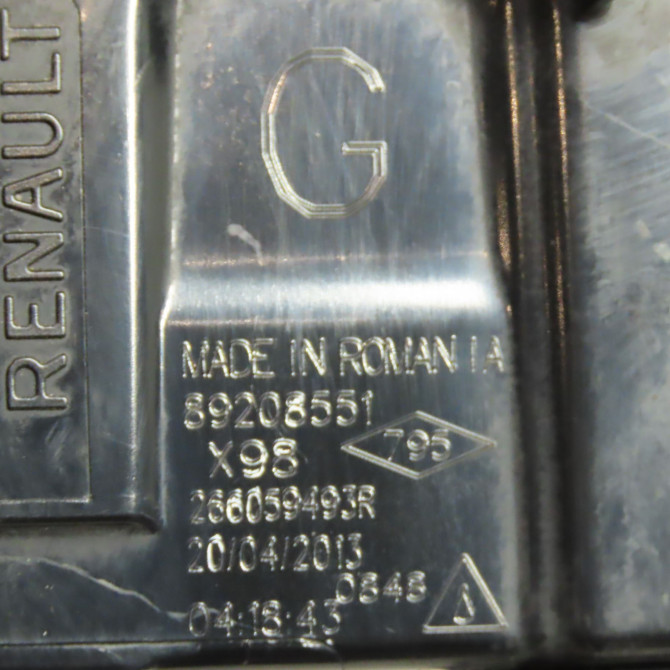 RENAULT
G
MADE IN ROMANIA
89208551
X98 795
266059493R
20/04/2013
0848
04:18:43